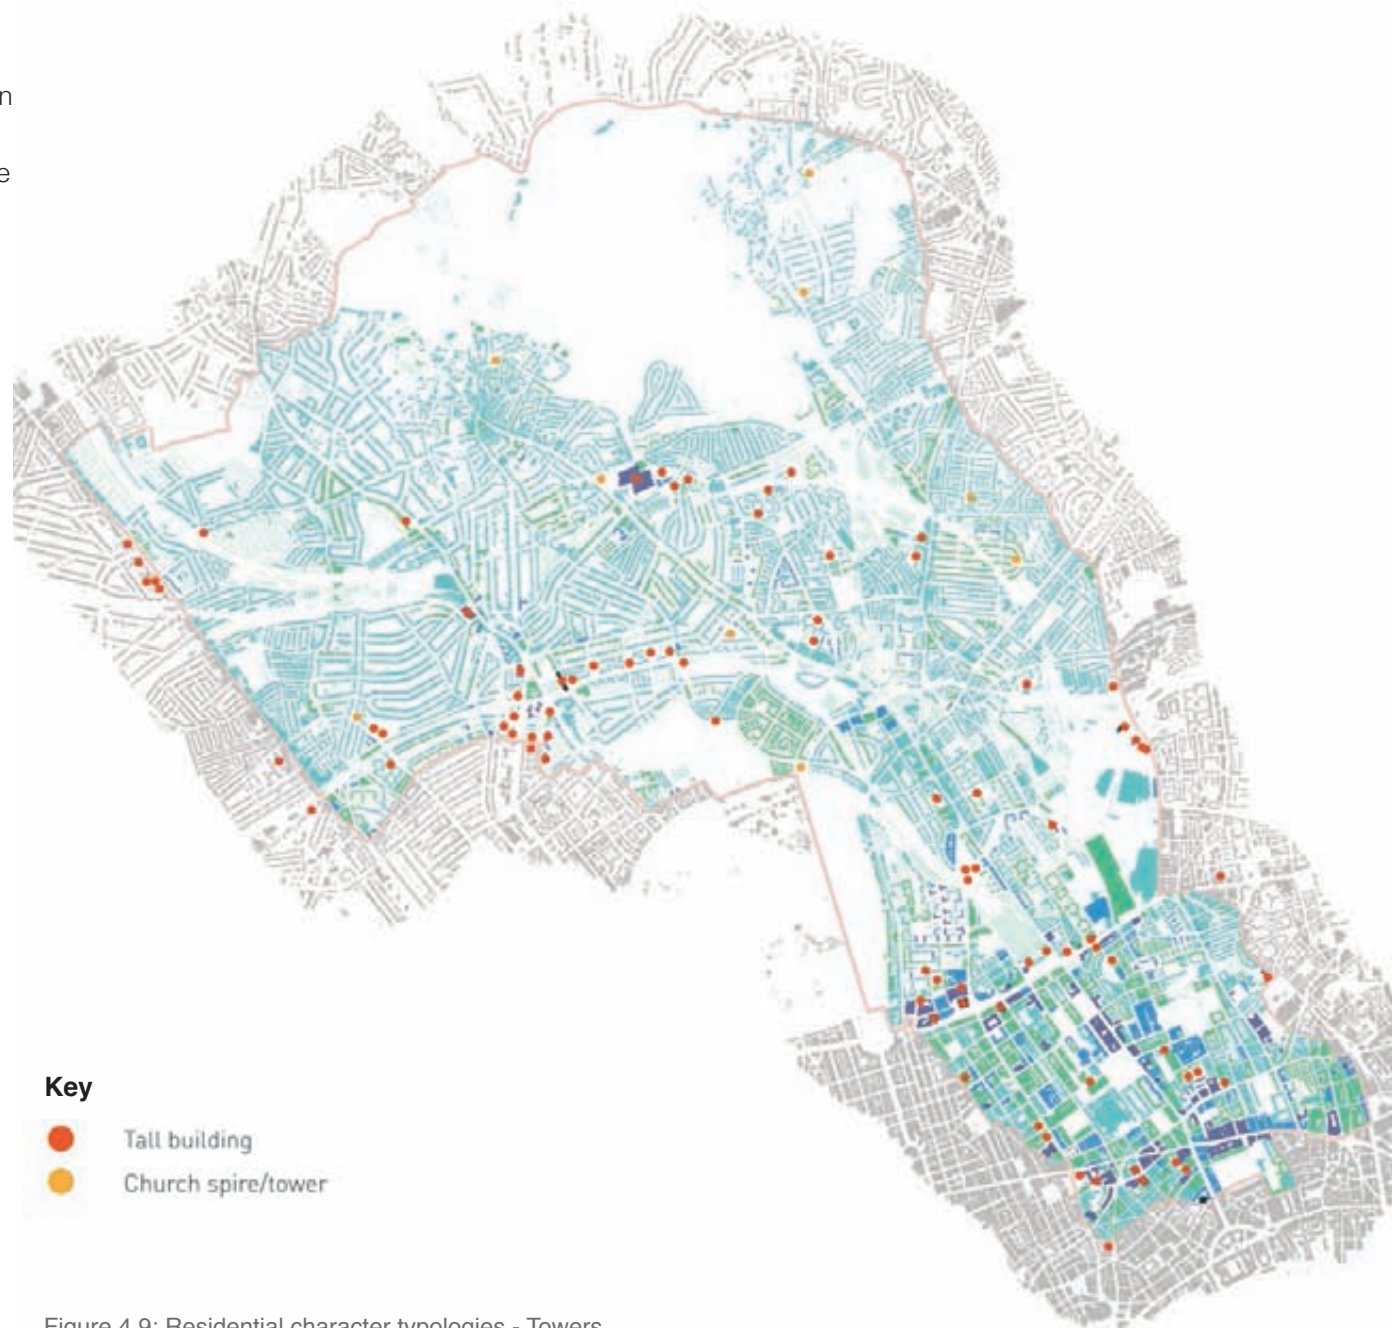 n
e
Key
Tall building
Church spire/tower
Figure 4.9: Residential character typologies - Towers